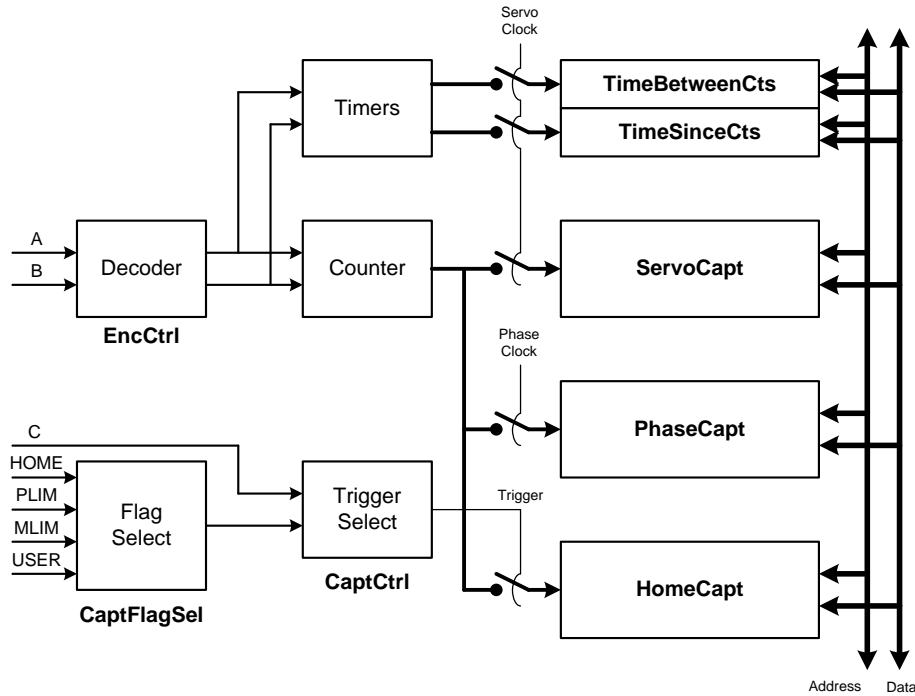 Servo
Clock
Timers
TimeBetweenCts
TimeSinceCts
A
B
Decoder
EncCtrl
Counter
ServoCapt
Phase
Clock
PhaseCapt
C
HOME
PLIM
MLIM
USER
Flag
Select
CaptFlagSel
Trigger
Select
CaptCtrl
Trigger
HomeCapt
Address
Data